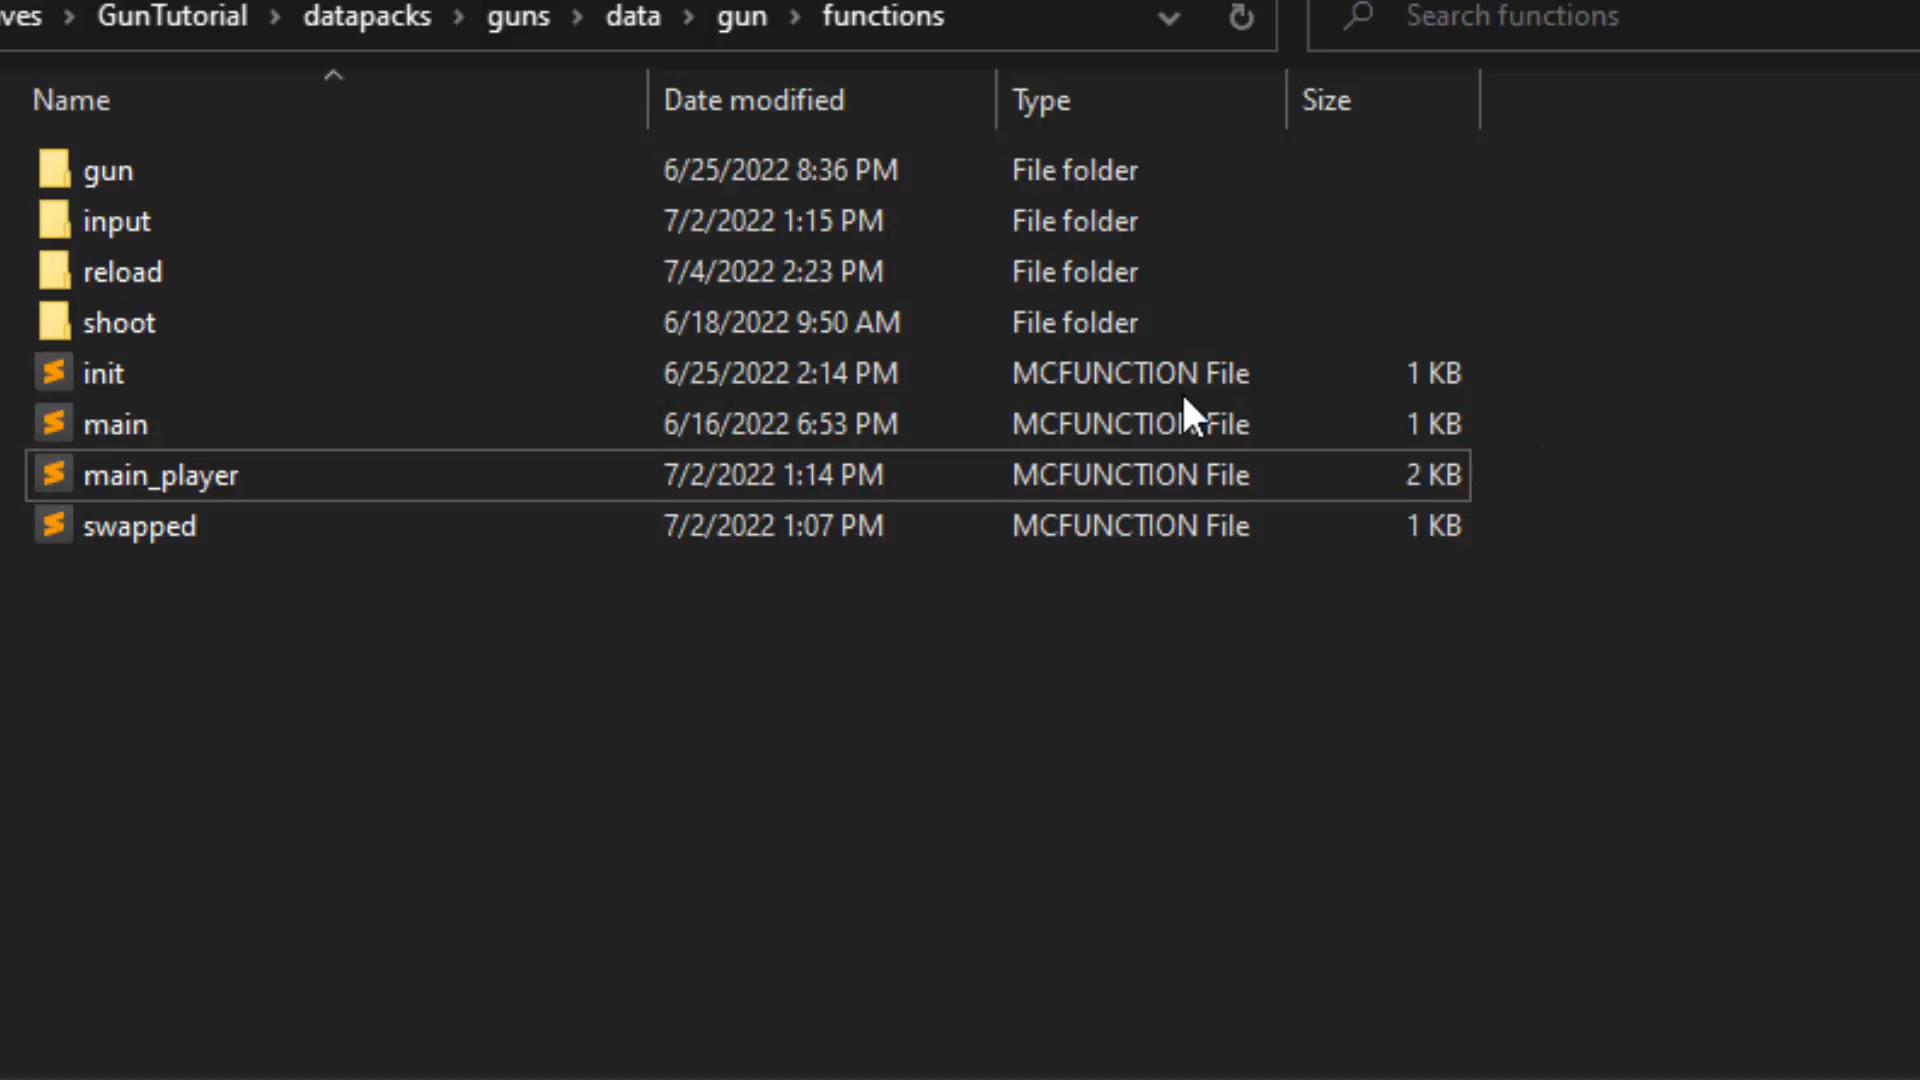 ves > GunTutorial > datapacks > guns > data > gun > functions
Search functions
Name Date modified Type Size
gun 6/25/2022 8:36 PM File folder
input 7/2/2022 1:15 PM File folder
reload 7/4/2022 2:23 PM File folder
shoot 6/18/2022 9:50 AM File folder
init 6/25/2022 2:14 PM MCFUNCTION File 1 KB
main 6/16/2022 6:53 PM MCFUNCTION File 1 KB
main_player 7/2/2022 1:14 PM MCFUNCTION File 2 KB
swapped 7/2/2022 1:07 PM MCFUNCTION File 1 KB